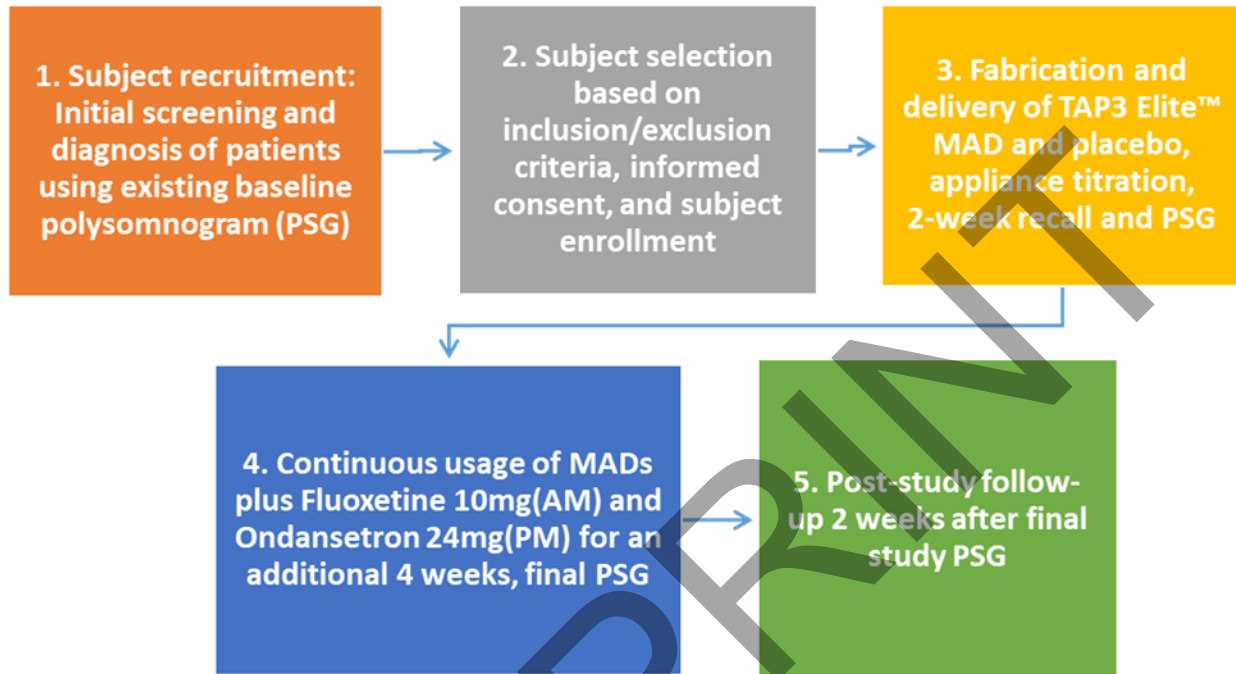 1. Subject recruitment:
Initial screening and
diagnosis of patients
using existing baseline
polysomnogram (PSG)
2. Subject selection
based on
inclusion/exclusion
criteria, informed
consent, and subject
enrollment
3. Fabrication and
delivery of TAP3 Elite™
MAD and placebo,
appliance titration,
2-week recall and PSG
4. Continuous usage of MADs
plus Fluoxetine 10mg(AM) and
Ondansetron 24mg(PM) for an
additional 4 weeks, final PSG
5. Post-study follow-
up 2 weeks after final
study PSG
PRINT